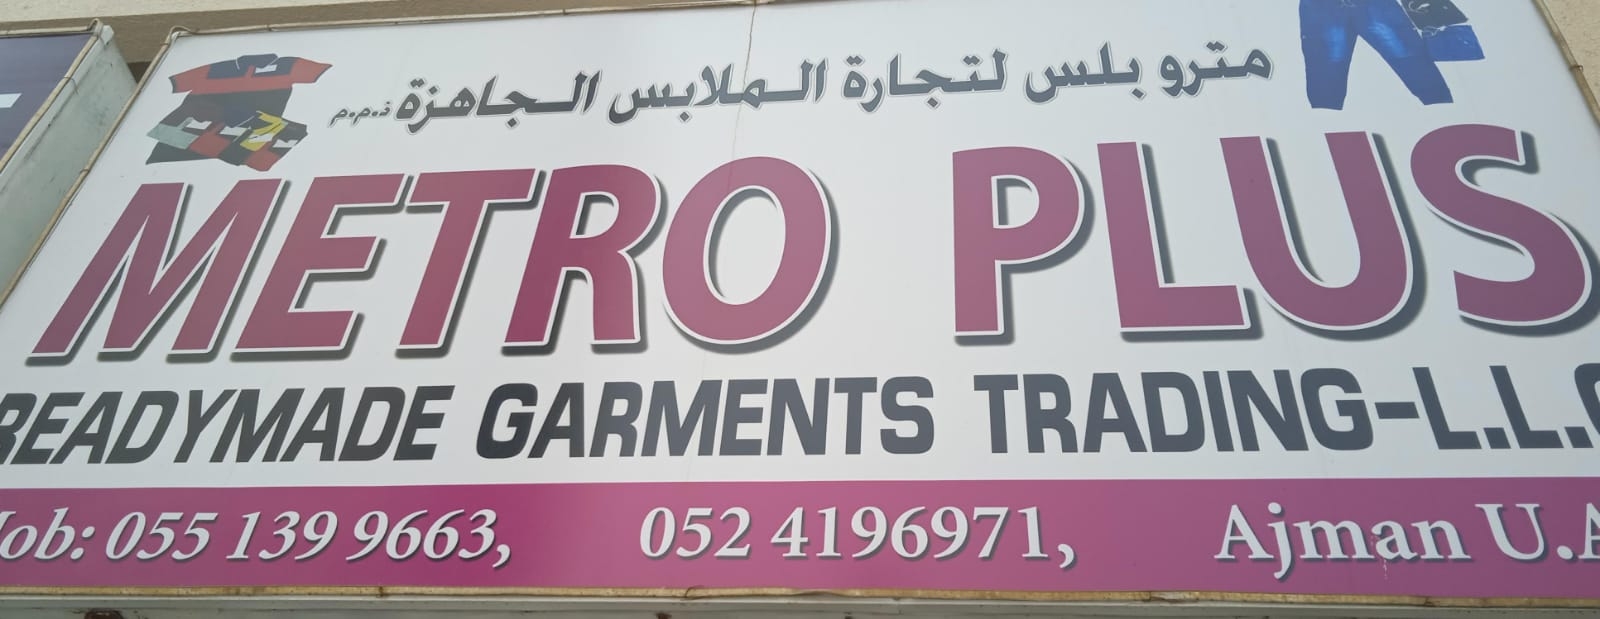 مترو بلس لتجارة الملابس الجاهزة ذ.م.م
METRO PLUS
READYMADE GARMENTS TRADING-L.L.C
Mob: 055 139 9663, 052 4196971, Ajman U.A